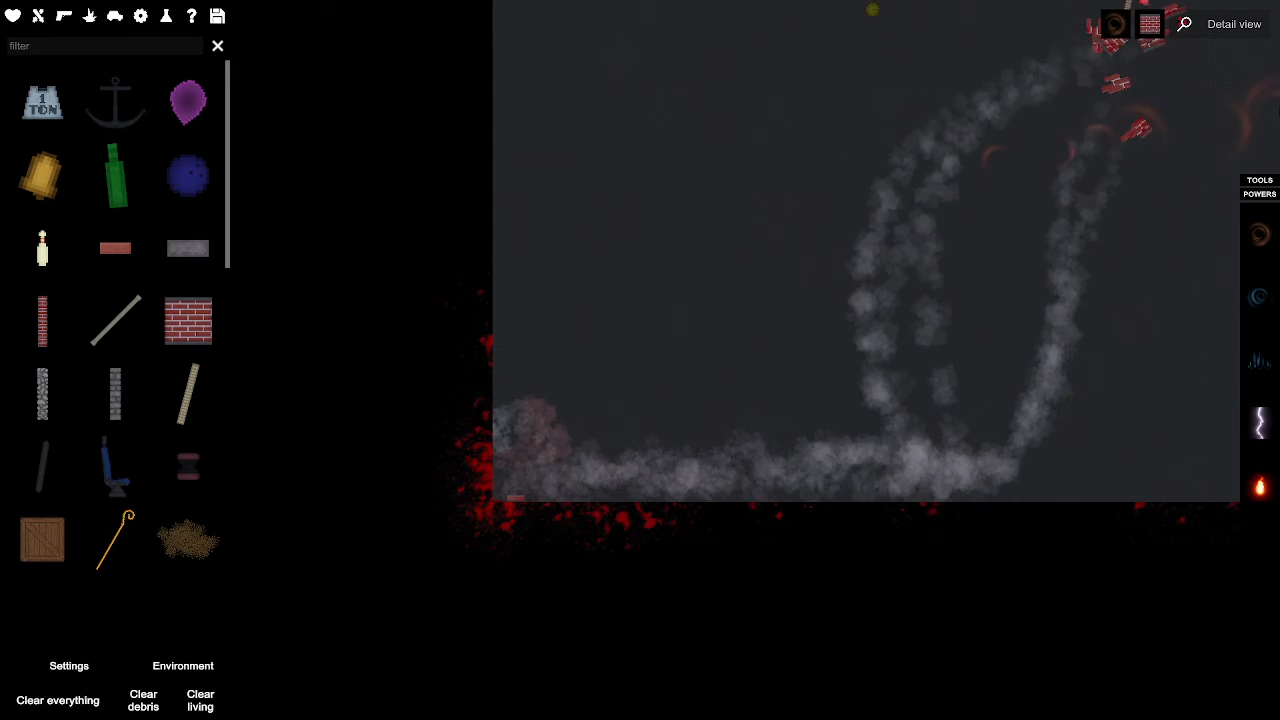 filter
Detail view
1
TON
TOOLS
POWERS
Settings
Environment
Clear everything
Clear
debris
Clear
living